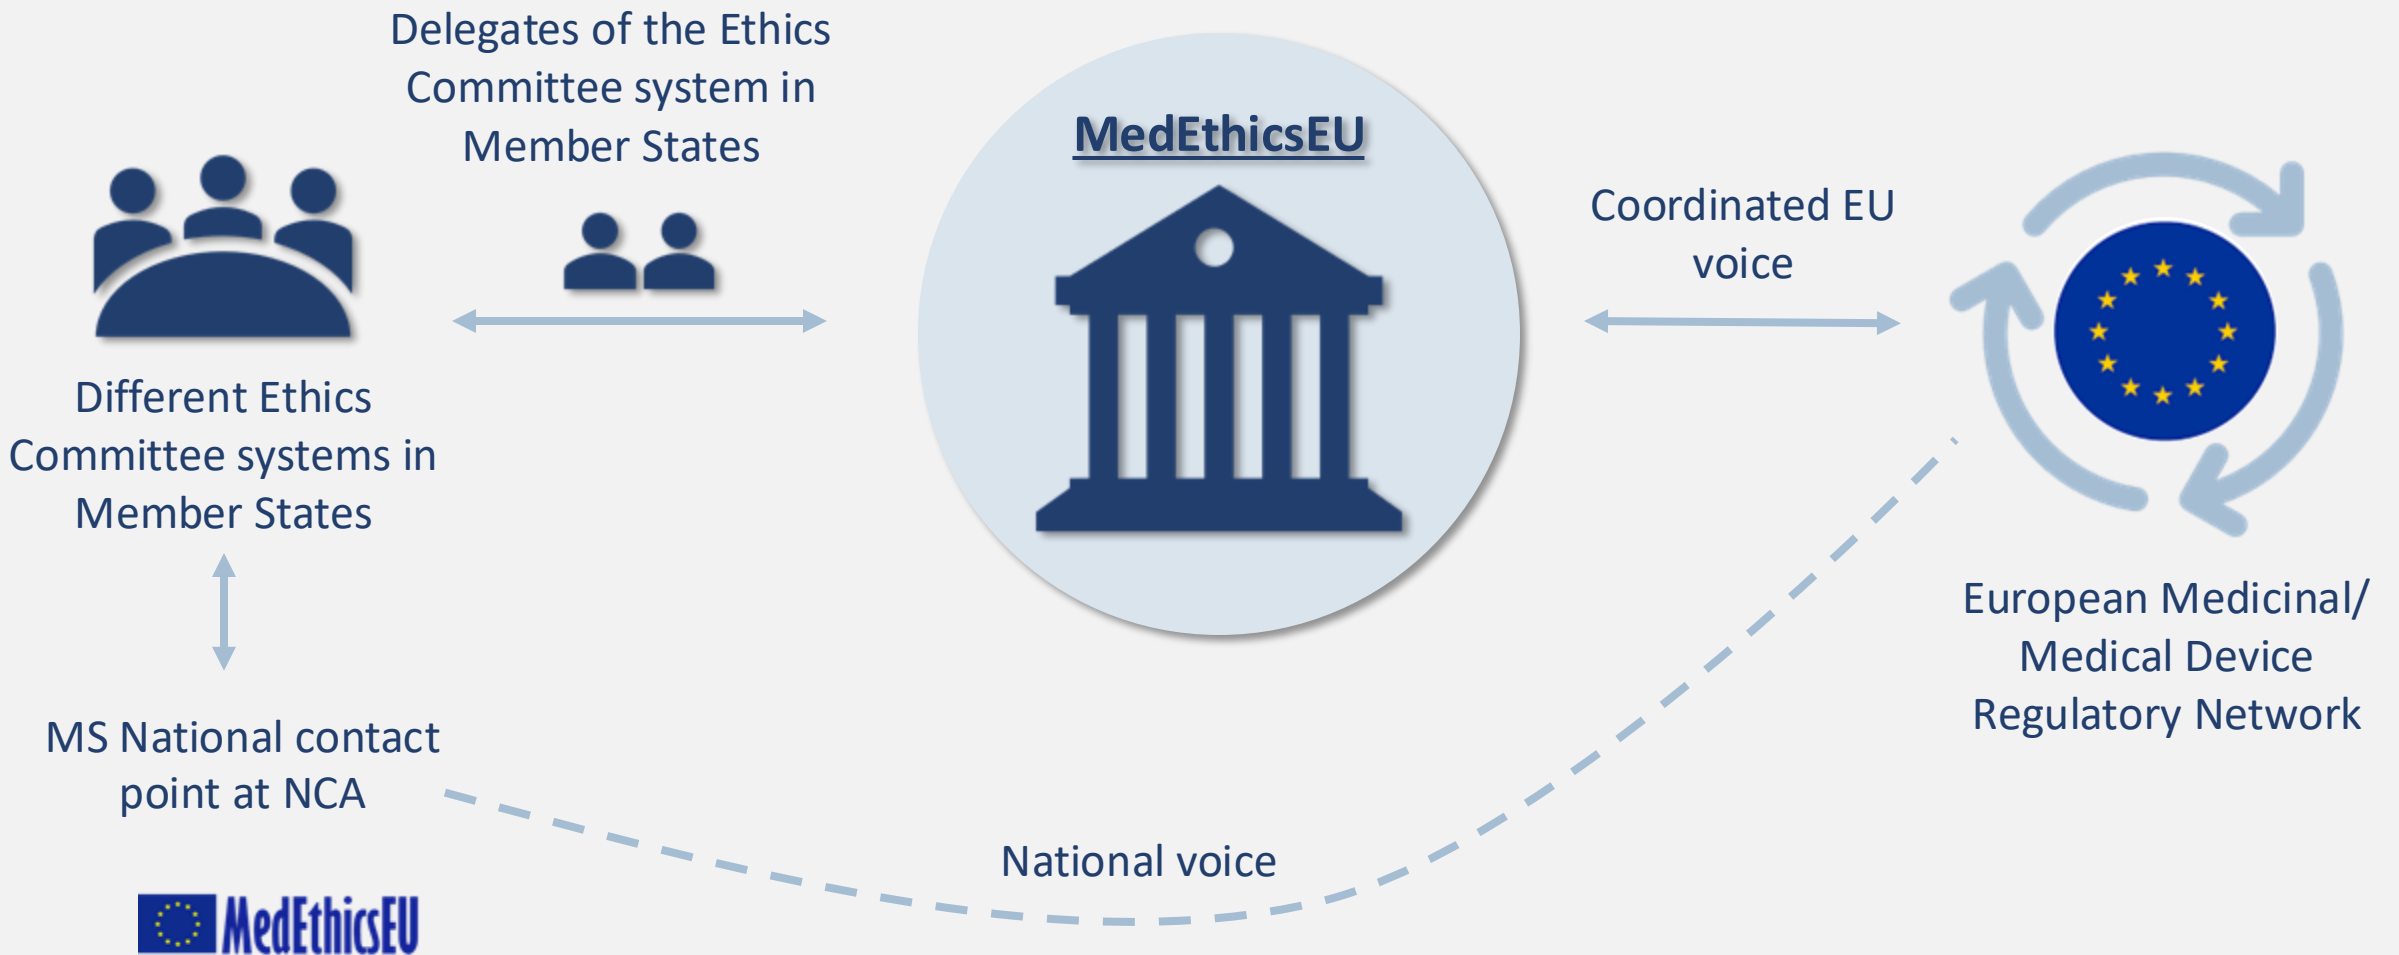 Delegates of the Ethics
Committee system in
Member States
MedEthicsEU
Coordinated EU
voice
Different Ethics
Committee systems in
Member States
European Medicinal/
Medical Device
Regulatory Network
MS National contact
point at NCA
National voice
MedEthicsEU